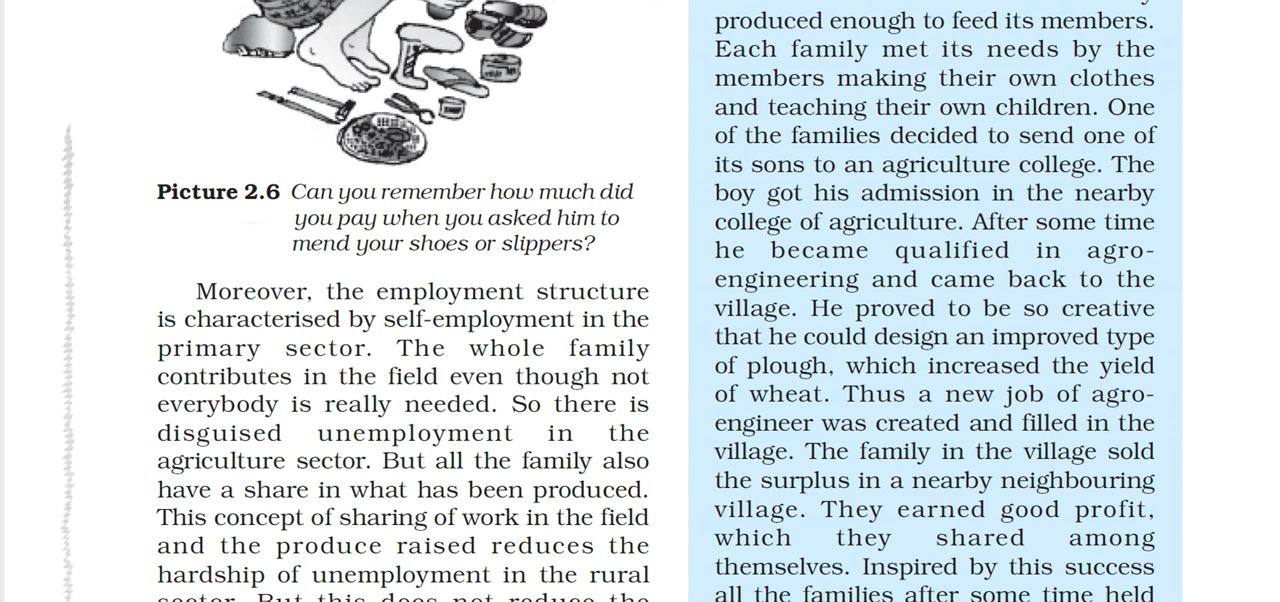 Picture 2.6 Can you remember how much did
you pay when you asked him to
mend your shoes or slippers?
Moreover, the employment structure
is characterised by self-employment in the
primary sector. The whole family
contributes in the field even though not
everybody is really needed. So there is
disguised unemployment in the
agriculture sector. But all the family also
have a share in what has been produced.
This concept of sharing of work in the field
and the produce raised reduces the
hardship of unemployment in the rural
sector. But this does not reduce the
produced enough to feed its members.
Each family met its needs by the
members making their own clothes
and teaching their own children. One
of the families decided to send one of
its sons to an agriculture college. The
boy got his admission in the nearby
college of agriculture. After some time
he became qualified in agro-
engineering and came back to the
village. He proved to be so creative
that he could design an improved type
of plough, which increased the yield
of wheat. Thus a new job of agro-
engineer was created and filled in the
village. The family in the village sold
the surplus in a nearby neighbouring
village. They earned good profit,
which they shared among
themselves. Inspired by this success
all the families after some time held